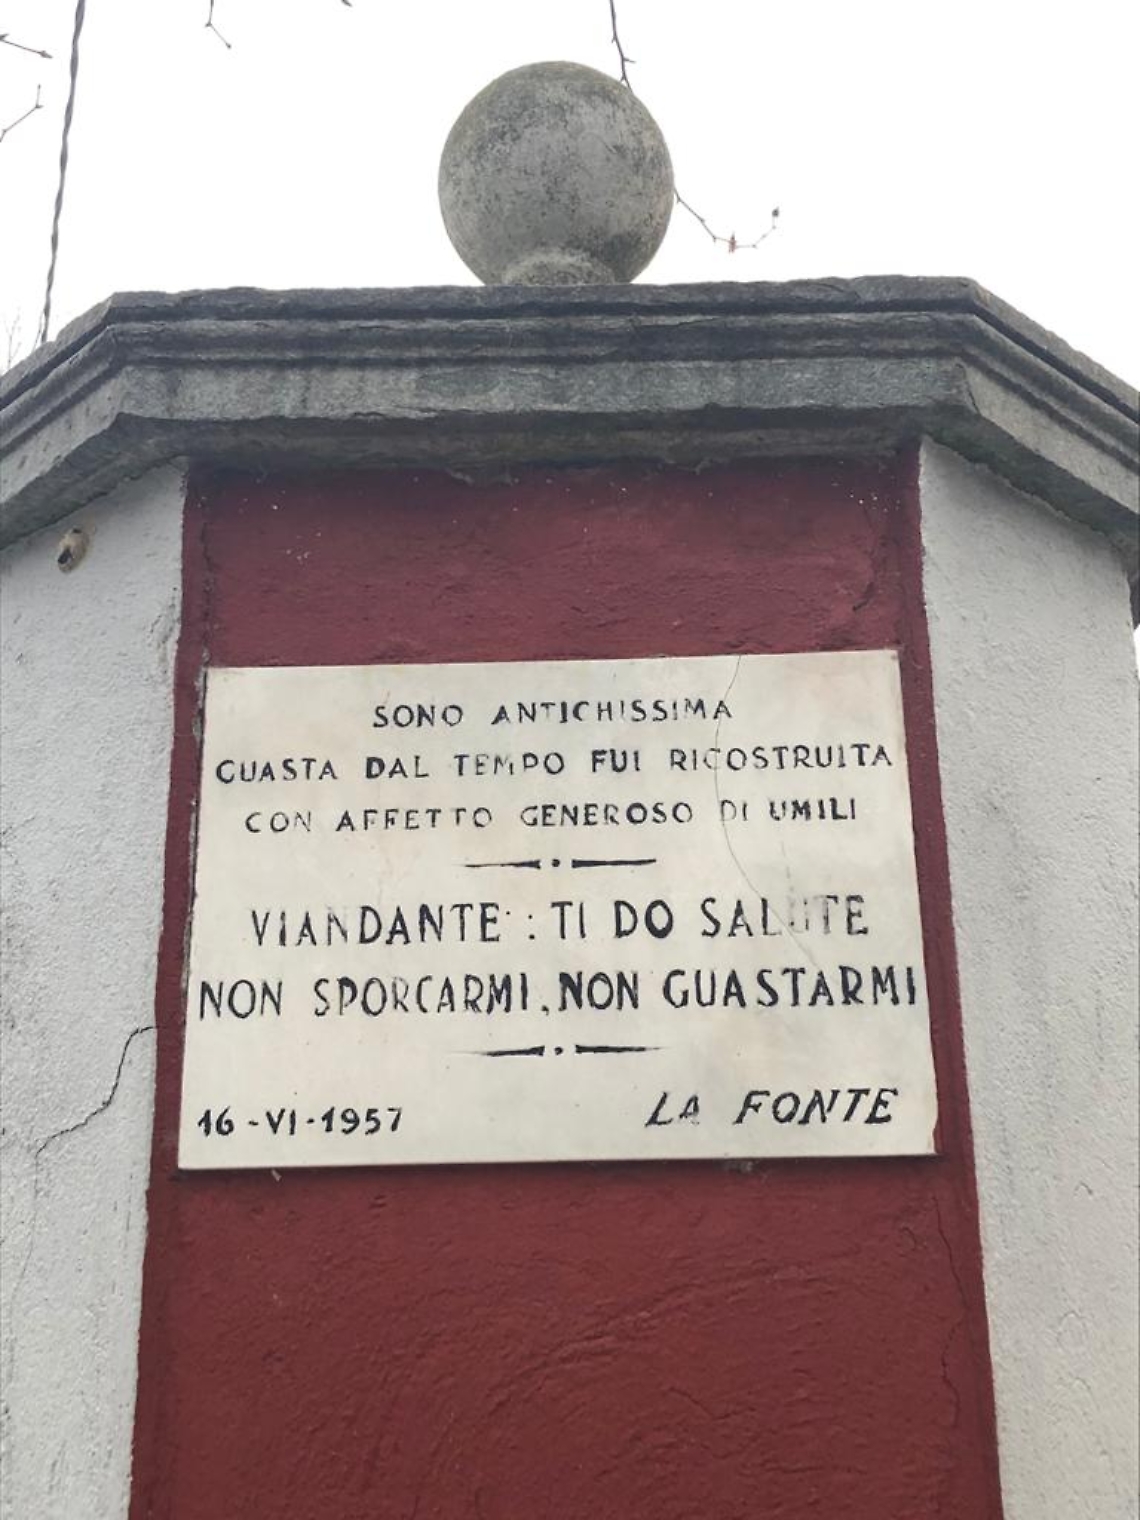 SONO ANTICHISSIMA
GUASTA DAL TEMPO FUI RICOSTRUITA
CON AFFETTO GENEROSO DI UMILI
VIANDANTE : TI DO SALUTE
NON SPORCARMI, NON GUASTARMI
16-VI-1957 LA FONTE